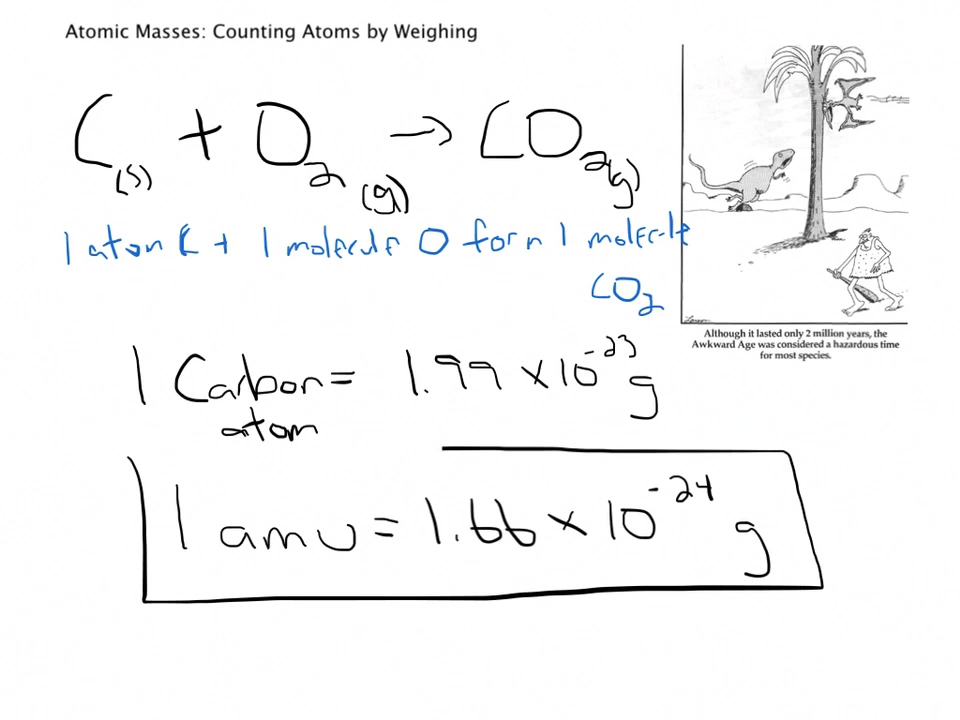 Atomic Masses: Counting Atoms by Weighing
C(s) + O2 (g) → CO2(g)
1 atom C + 1 molecule O form 1 molecule
CO2
1 Carbon = 1.99 x 10^-23 g
atom
1 amu = 1.66 x 10^-24 g
Larson
Although it lasted only 2 million years, the
Awkward Age was considered a hazardous time
for most species.